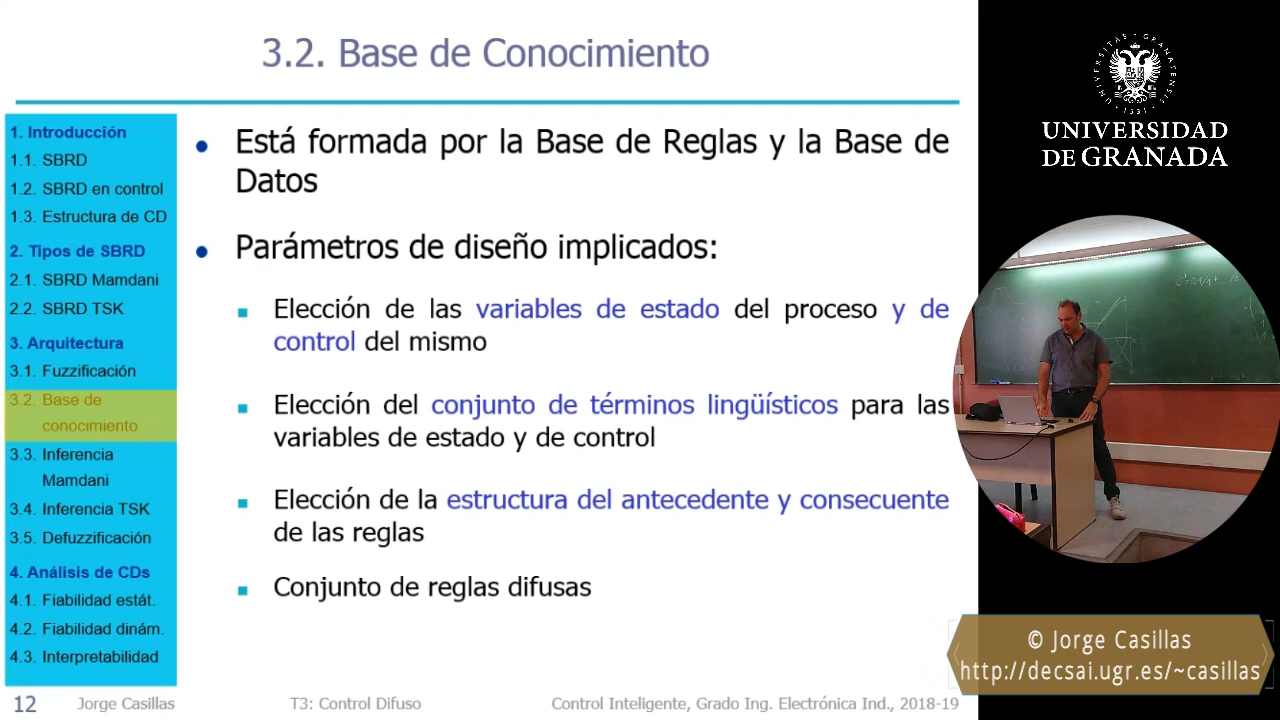 3.2. Base de Conocimiento
1. Introducción
1.1. SBRD
1.2. SBRD en control
1.3. Estructura de CD
2. Tipos de SBRD
2.1. SBRD Mamdani
2.2. SBRD TSK
3. Arquitectura
3.1. Fuzzificación
3.2. Base de
conocimiento
3.3. Inferencia
Mamdani
3.4. Inferencia TSK
3.5. Defuzzificación
4. Análisis de CDs
4.1. Fiabilidad estát.
4.2. Fiabilidad dinám.
4.3. Interpretabilidad
• Está formada por la Base de Reglas y la Base de
Datos
• Parámetros de diseño implicados:
▪ Elección de las variables de estado del proceso y de
control del mismo
▪ Elección del conjunto de términos lingüísticos para las
variables de estado y de control
▪ Elección de la estructura del antecedente y consecuente
de las reglas
▪ Conjunto de reglas difusas
12 Jorge Casillas T3: Control Difuso Control Inteligente, Grado Ing. Electrónica Ind., 2018-19
UNIVERSITAS GRANATENSIS
1531
UNIVERSIDAD
DE GRANADA
© Jorge Casillas
http://decsai.ugr.es/~casillas